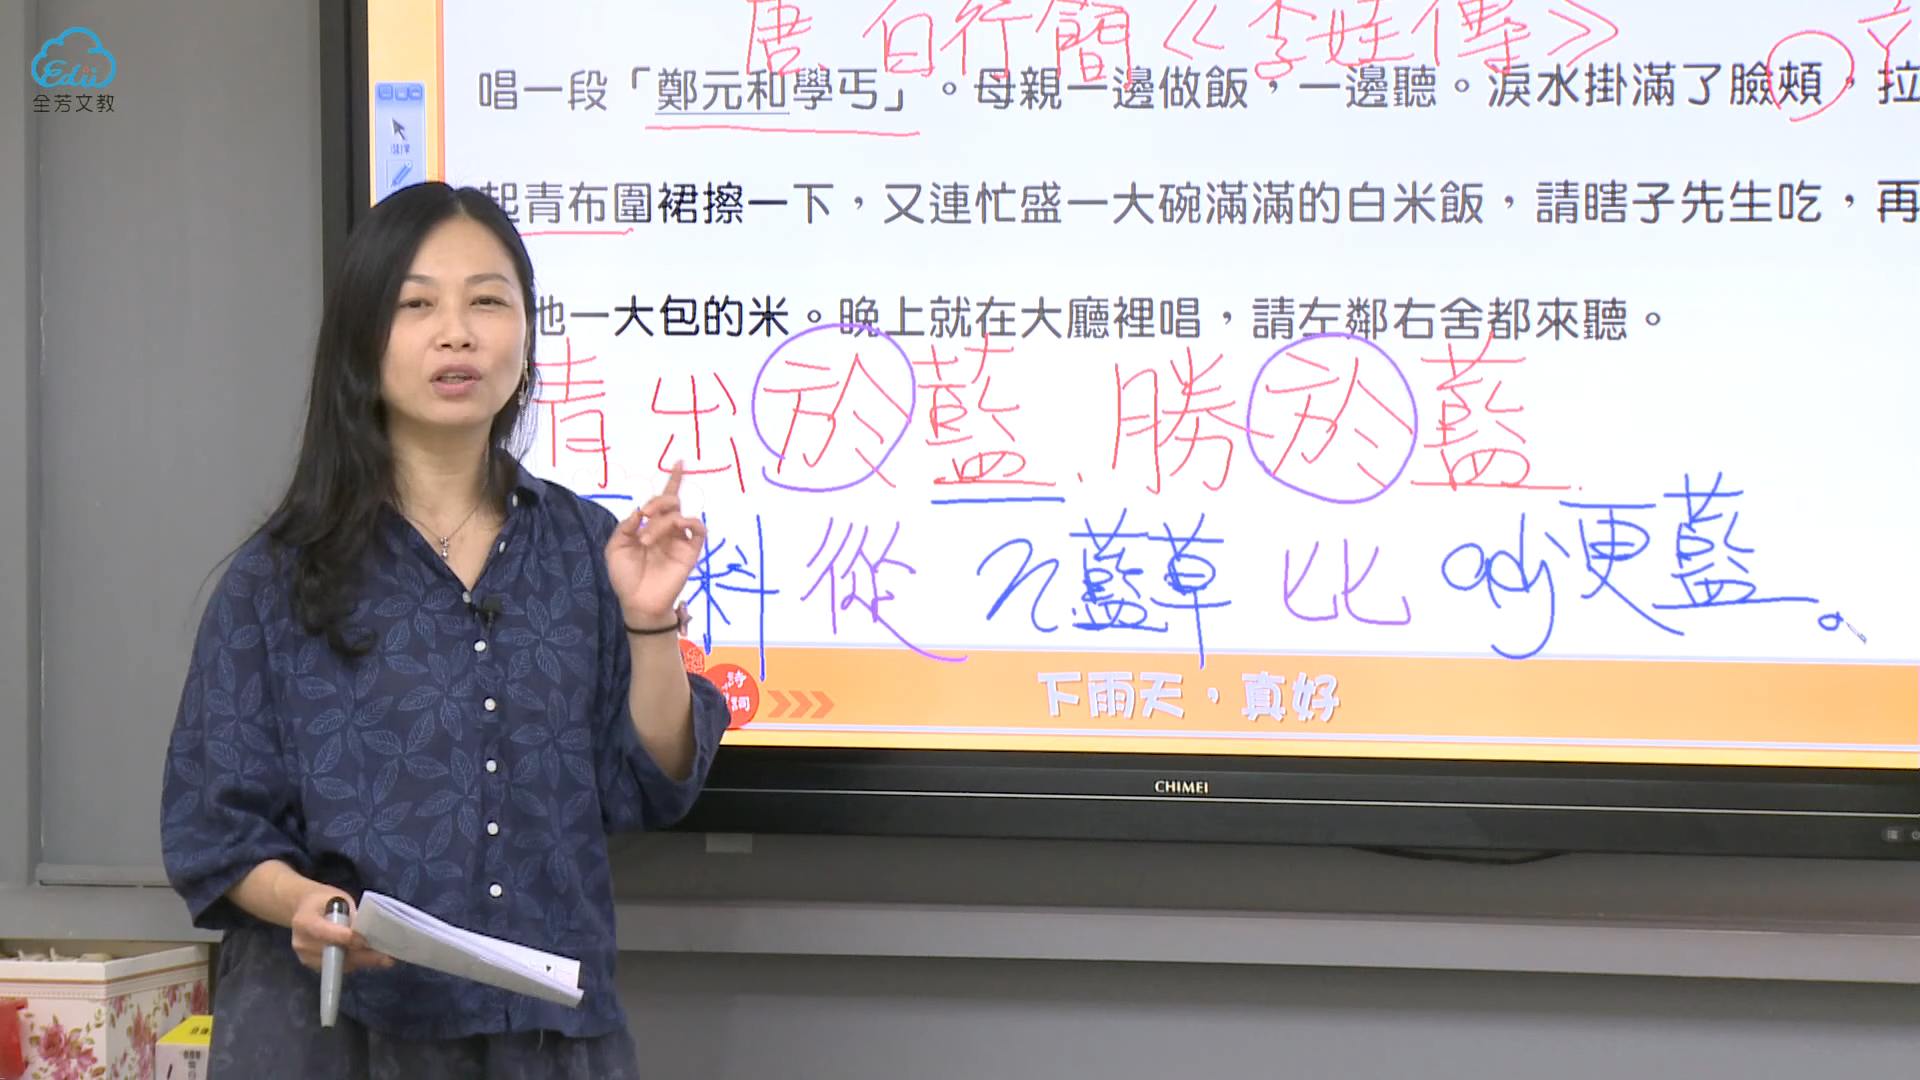 Edu
全芳文教
唐 白行簡《李娃傳》
唱一段「鄭元和學丐」。母親一邊做飯，一邊聽。淚水掛滿了臉頰，拉
起青布圍裙擦一下，又連忙盛一大碗滿滿的白米飯，請瞎子先生吃，再
他一大包的米。晚上就在大廳裡唱，請左鄰右舍都來聽。
青出於藍、勝於藍
料從 藍草比 更藍。
下雨天，真好
CHIMEI